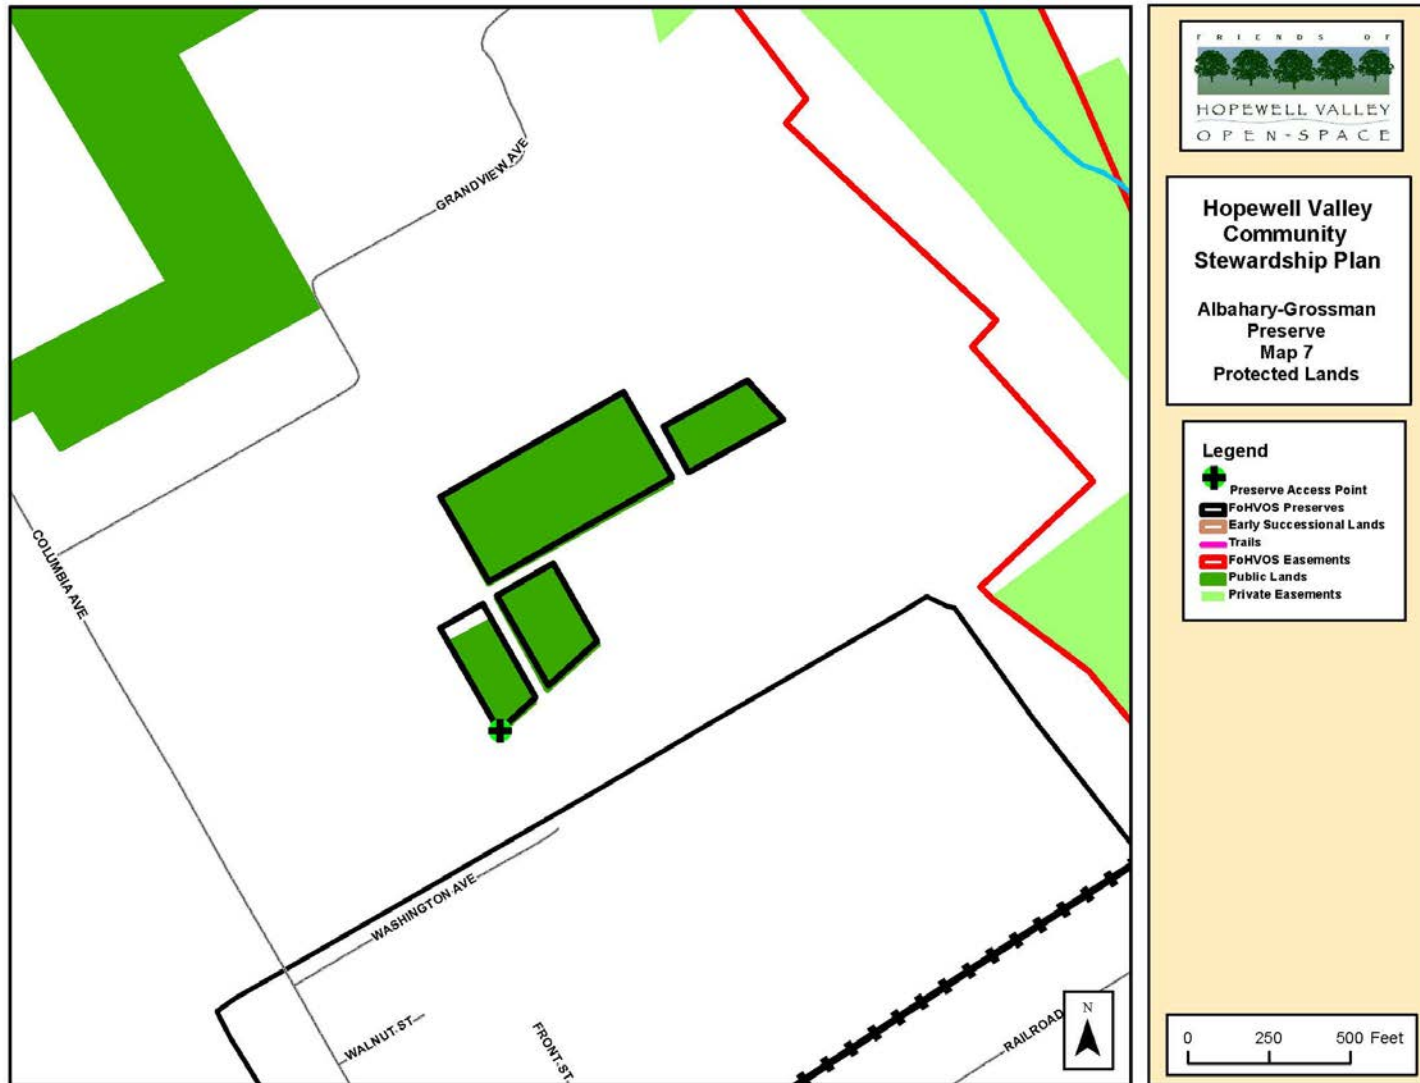 GRANDVIEW AVE
COLUMBIA AVE
WASHINGTON AVE
WALNUT ST.
FRONT ST.
RAILROAD
N
FRIENDS OF
HOPEWELL VALLEY
OPEN-SPACE
Hopewell Valley
Community
Stewardship Plan
Albahary-Grossman
Preserve
Map 7
Protected Lands
Legend
Preserve Access Point
FoHVOS Preserves
Early Successional Lands
Trails
FoHVOS Easements
Public Lands
Private Easements
0 250 500 Feet